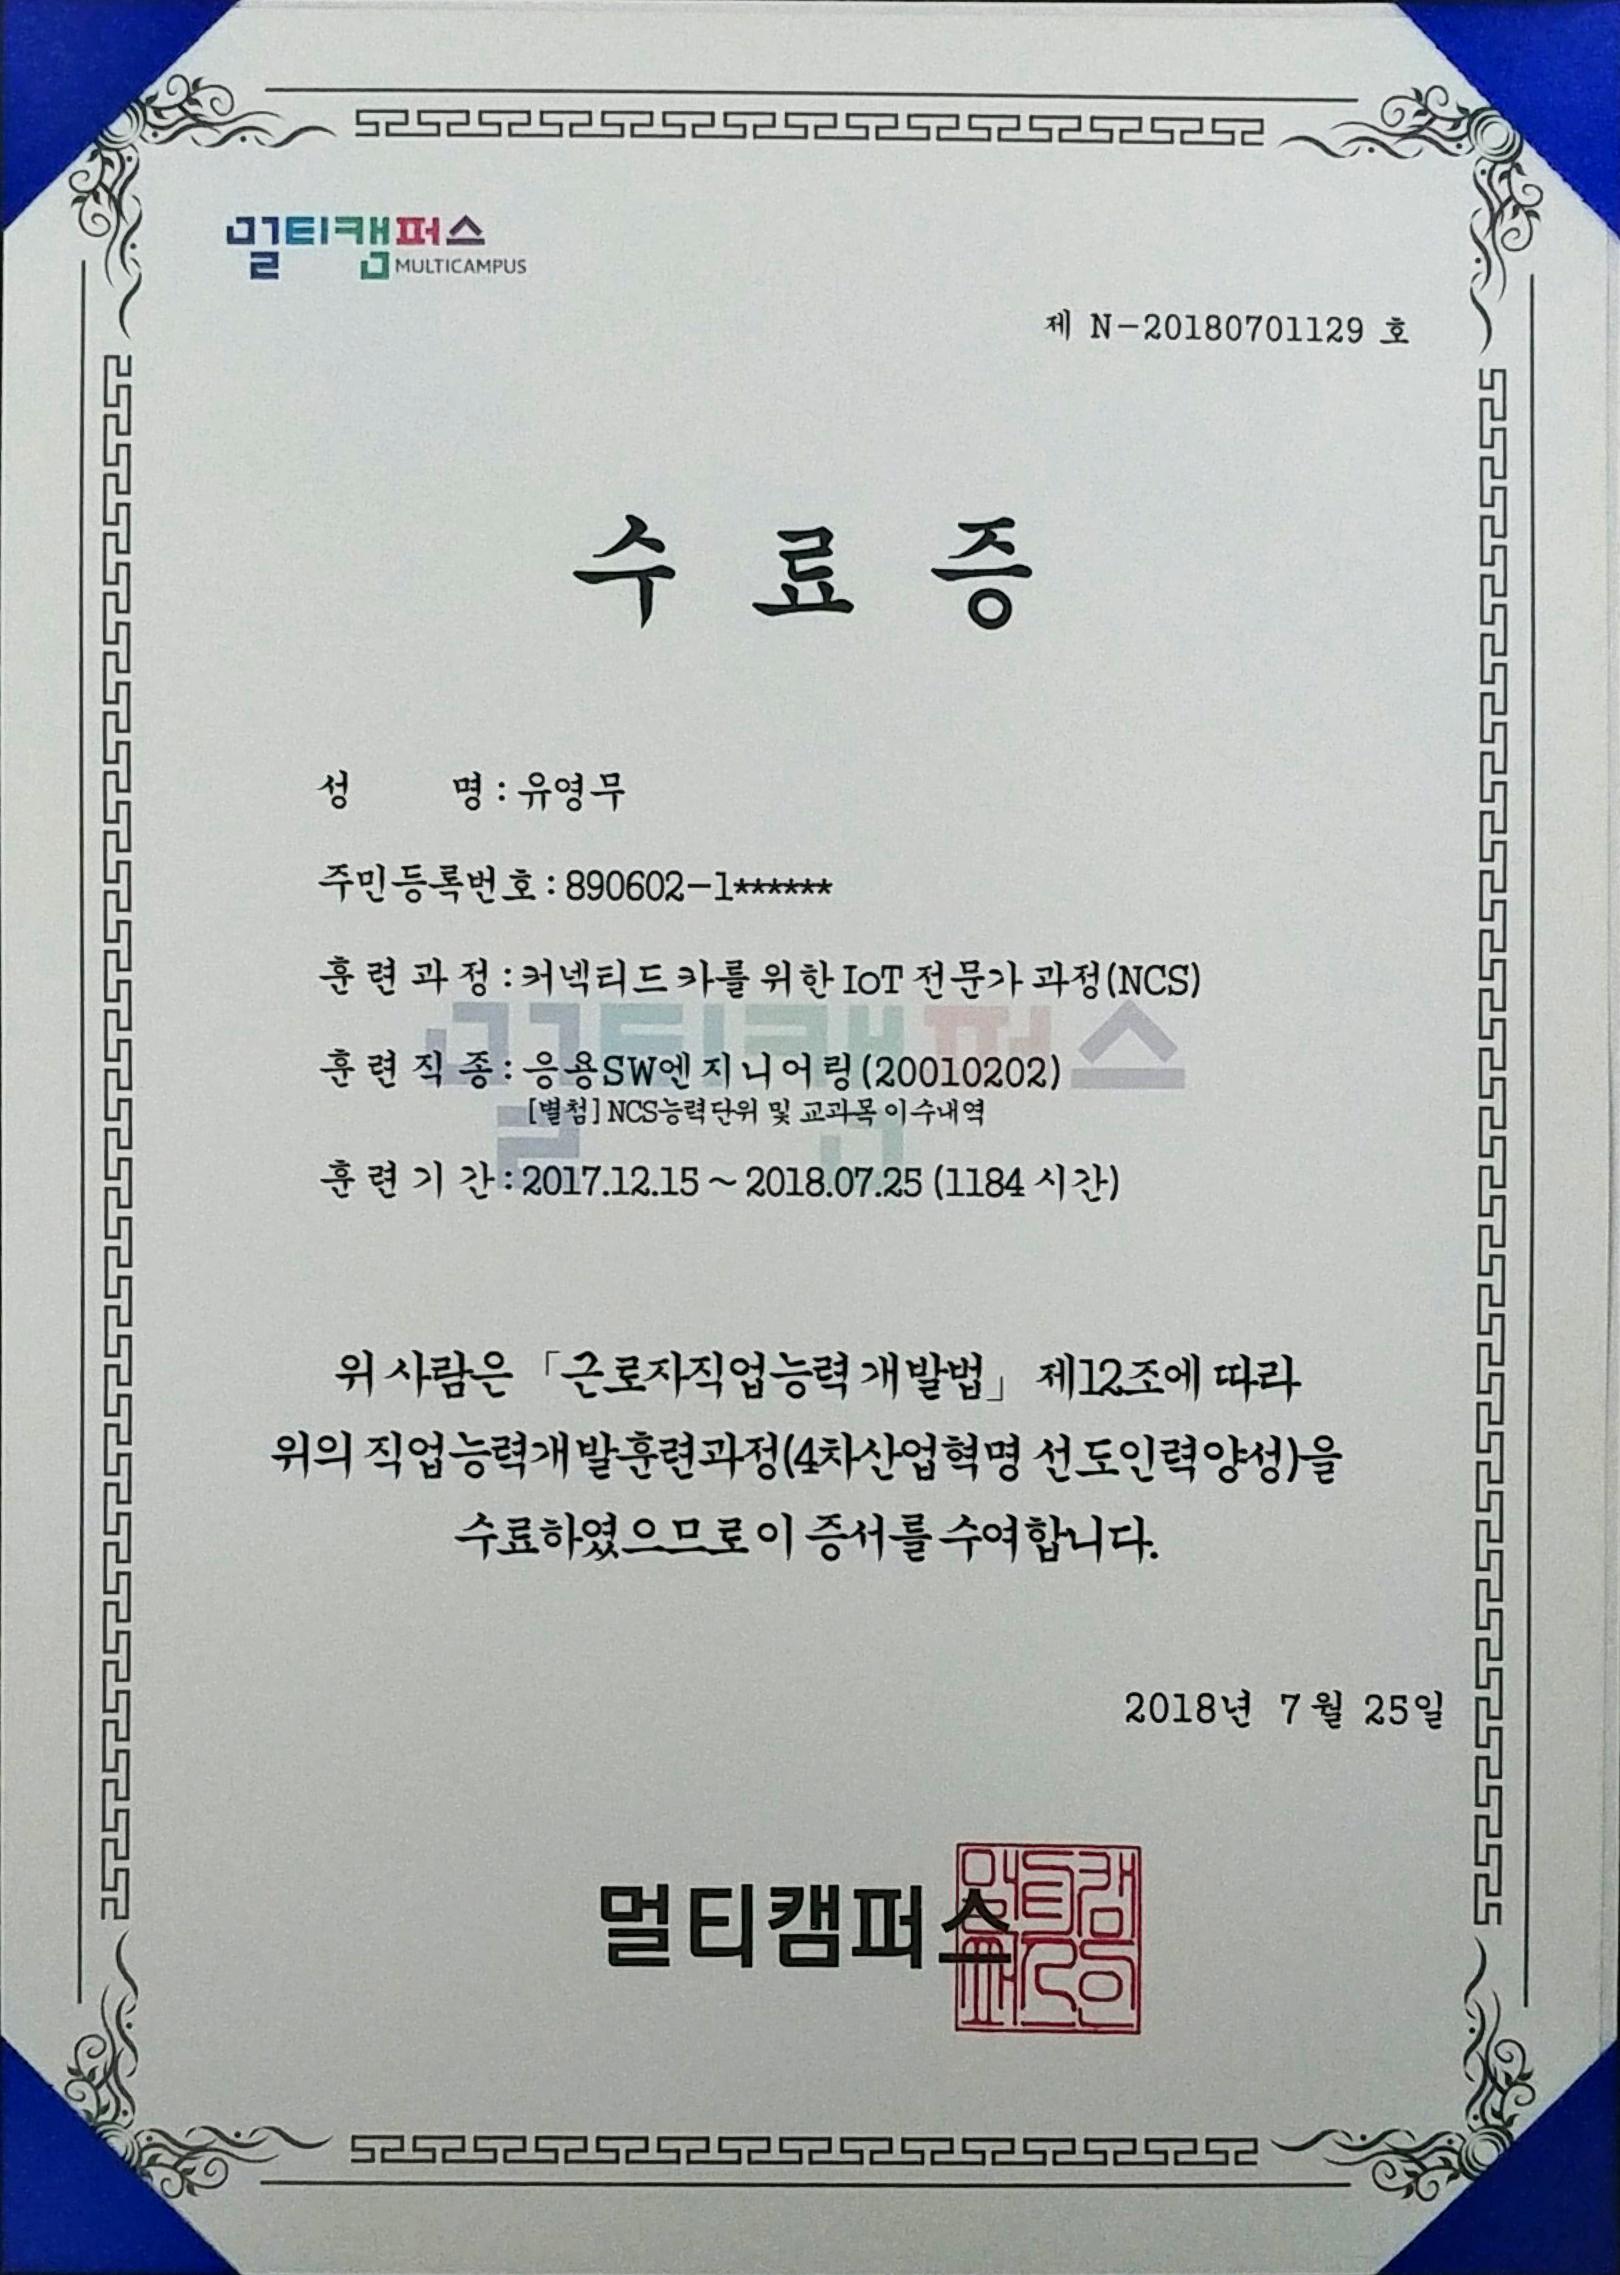 멀티캠퍼스
MULTICAMPUS
제 N-20180701129 호
수 료 증
성 명 : 유영무
주민등록번호 : 890602-1******
훈 련 과 정 : 커넥티드 카를 위한 IoT 전문가 과정(NCS)
훈 련 직 종 : 응용SW엔지니어링(20010202)
[별첨] NCS능력단위 및 교과목 이수내역
훈 련 기 간 : 2017.12.15 ~ 2018.07.25 (1184 시간)
위 사람은 「근로자직업능력 개발법」 제12조에 따라
위의 직업능력개발훈련과정(4차산업혁명 선도인력양성)을
수료하였으므로 이 증서를 수여합니다.
2018년 7월 25일
멀티캠퍼스